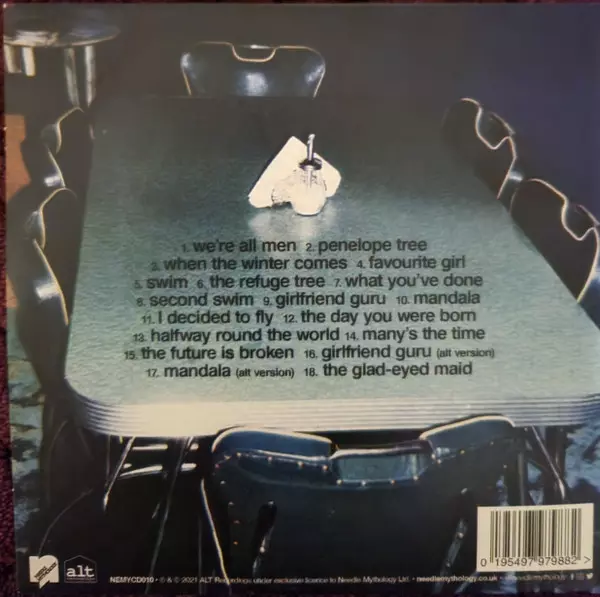 1. we're all men 2. penelope tree
3. when the winter comes 4. favourite girl
5. swim 6. the refuge tree 7. what you've done
8. second swim 9. girlfriend guru 10. mandala
11. I decided to fly 12. the day you were born
13. halfway round the world 14. many's the time
15. the future is broken 16. girlfriend guru (alt version)
17. mandala (alt version) 18. the glad-eyed maid
alt
NEMYCD010 • ℗ & © 2021 ALT Recordings under exclusive licence to Needle Mythology Ltd. • needlemythology.co.uk •
0 195497 979882 >